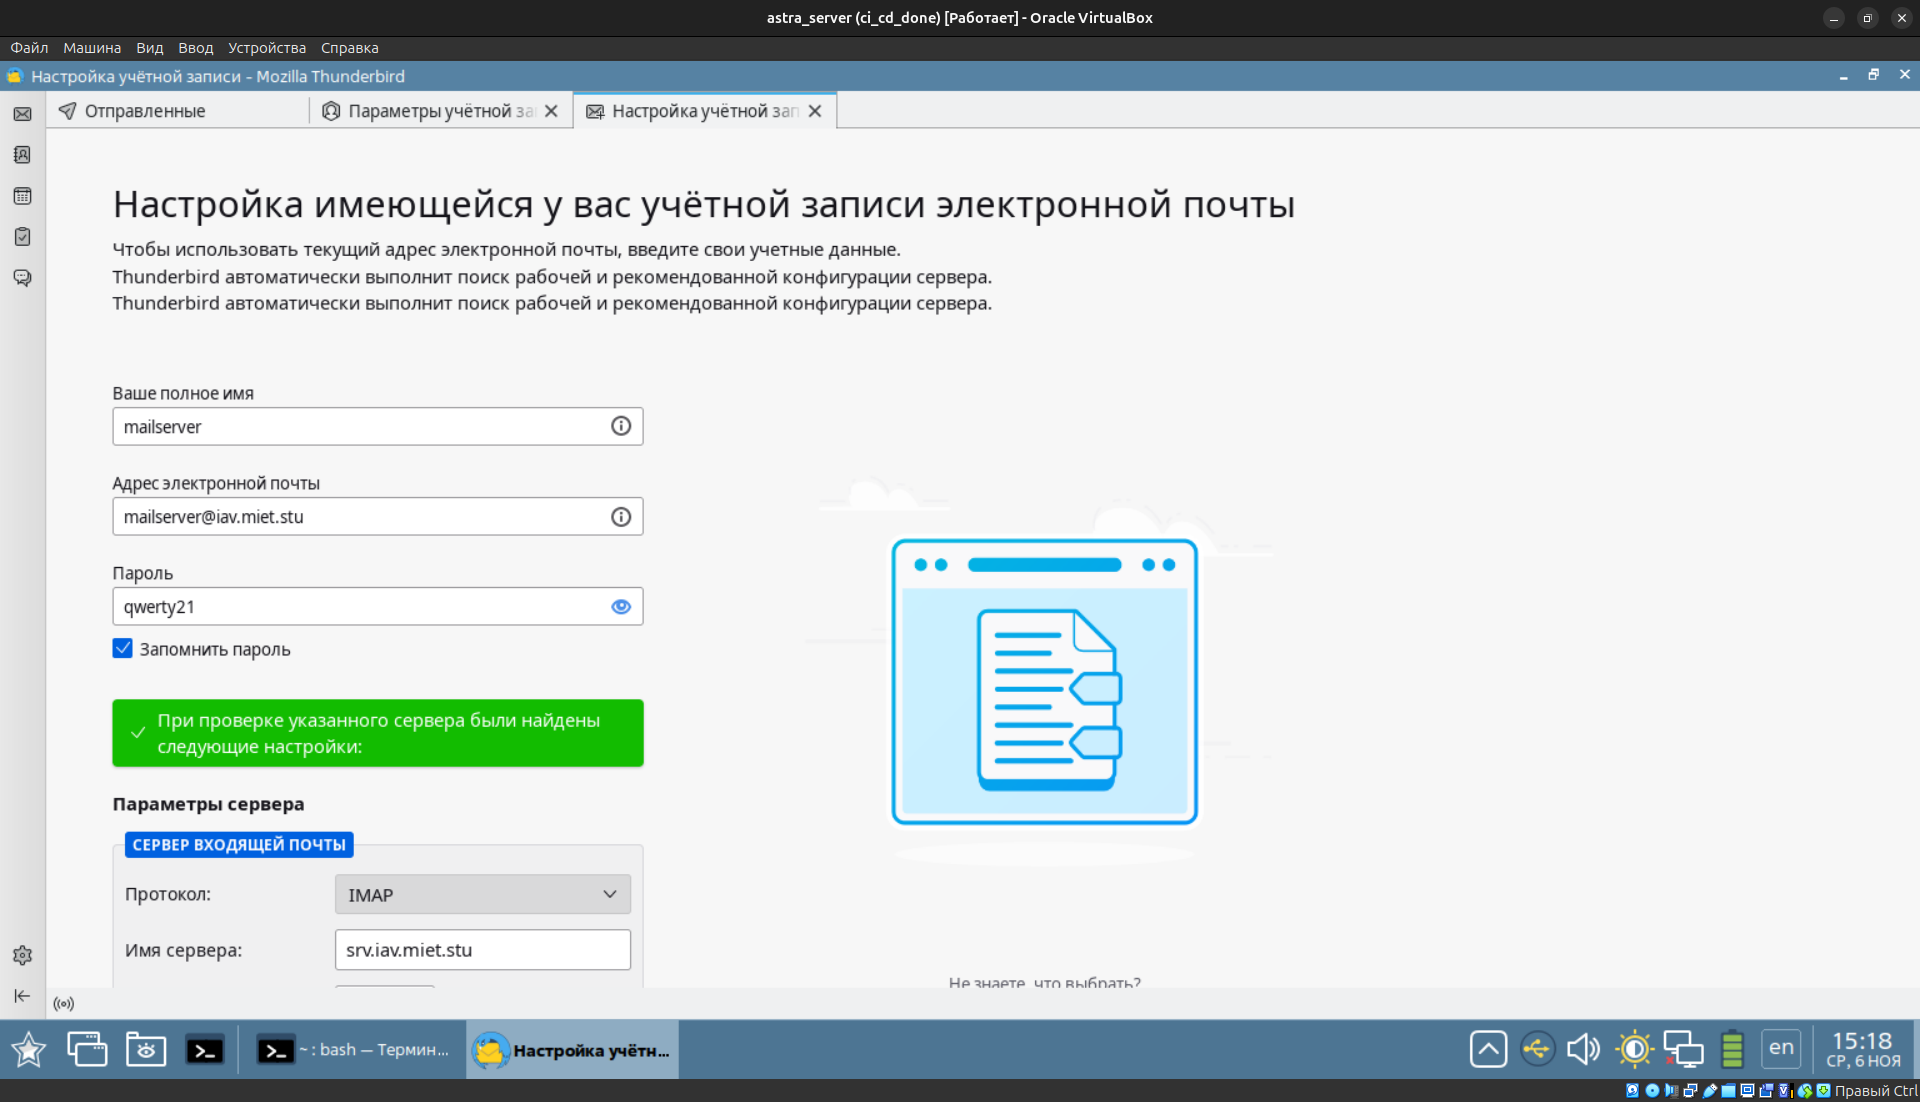 astra_server (ci_cd_done) [Работает] - Oracle VirtualBox
Файл Машина Вид Ввод Устройства Справка
Настройка учётной записи - Mozilla Thunderbird
Отправленные
Параметры учётной за
Настройка учётной зап
Настройка имеющейся у вас учётной записи электронной почты
Чтобы использовать текущий адрес электронной почты, введите свои учетные данные.
Thunderbird автоматически выполнит поиск рабочей и рекомендованной конфигурации сервера.
Thunderbird автоматически выполнит поиск рабочей и рекомендованной конфигурации сервера.
Ваше полное имя
mailserver
Адрес электронной почты
mailserver@iav.miet.stu
Пароль
qwerty21
Запомнить пароль
При проверке указанного сервера были найдены
следующие настройки:
Параметры сервера
СЕРВЕР ВХОДЯЩЕЙ ПОЧТЫ
Протокол: IMAP
Имя сервера: srv.iav.miet.stu
Не знаете, что выбрать?
~ : bash — Термин...
Настройка учётн...
en
15:18
СР, 6 НОЯ
Правый Ctrl